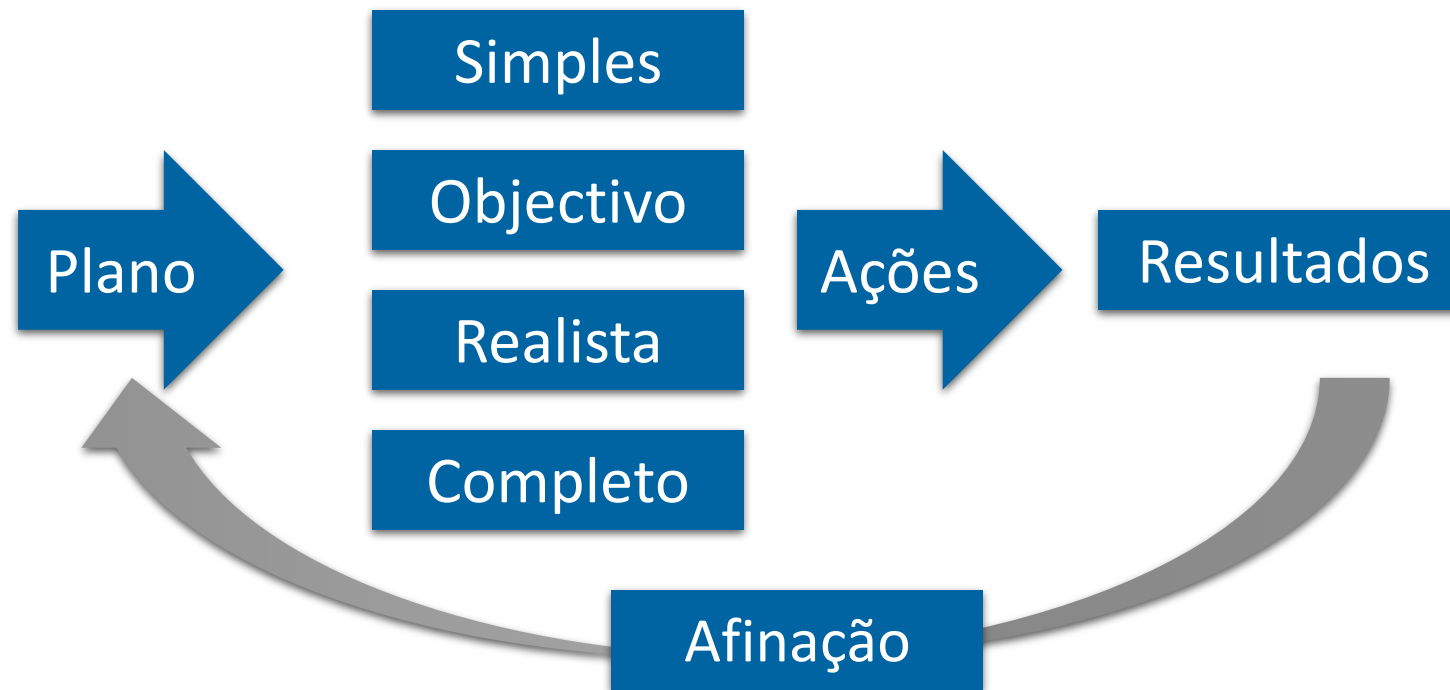 Plano
Simples
Objectivo
Realista
Completo
Ações
Resultados
Afinação